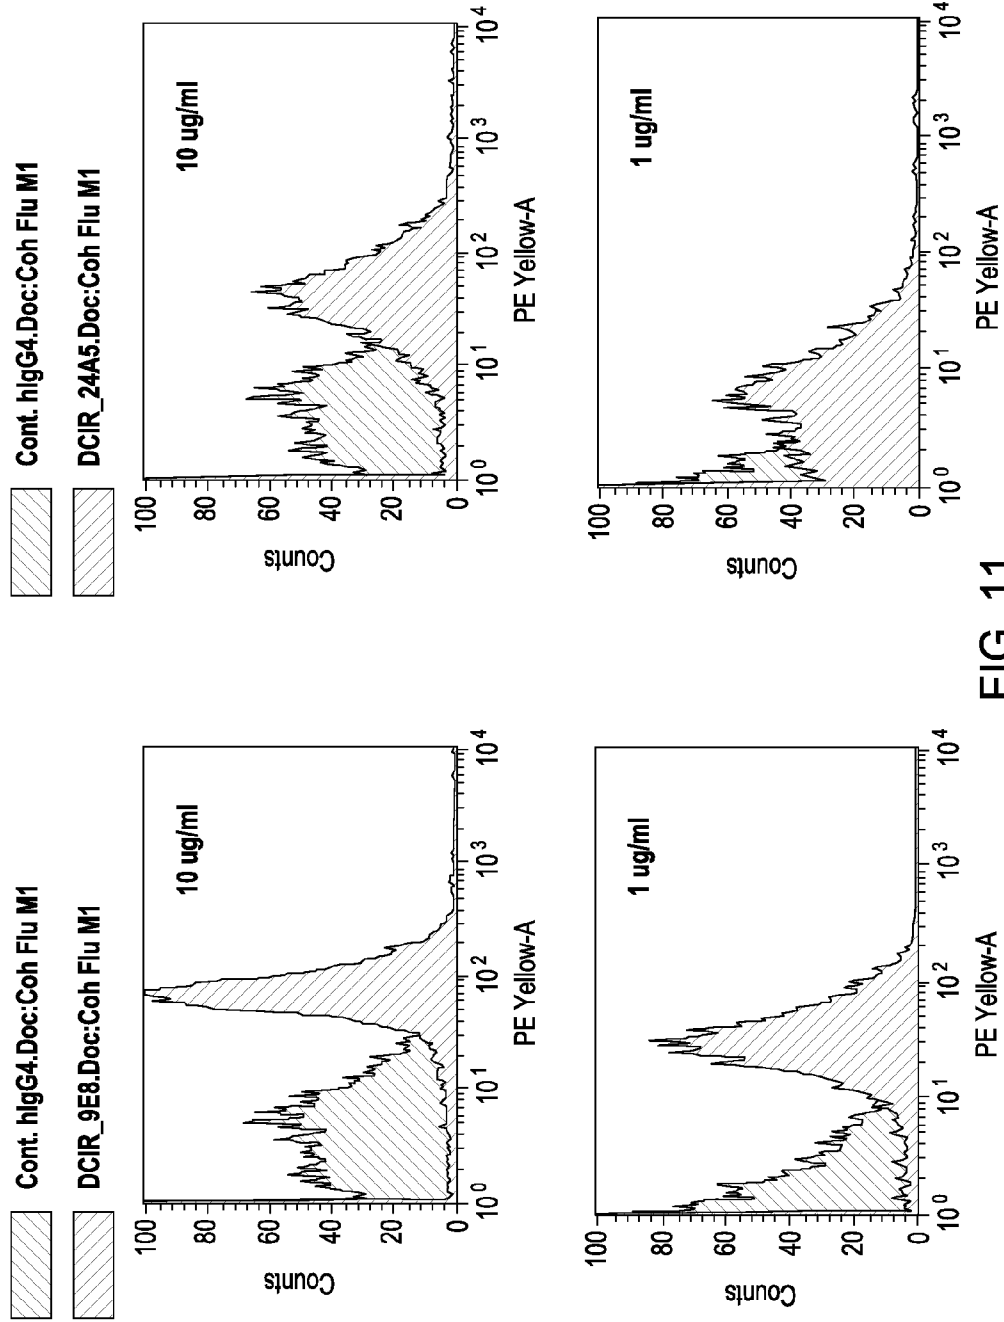 Cont. hIgG4.Doc:Coh Flu M1
DCIR_9E8.Doc:Coh Flu M1
100
80
60
40
20
0
Counts
10 ug/ml
10^0 10^1 10^2 10^3 10^4
PE Yellow-A
100
80
60
40
20
0
Counts
1 ug/ml
10^0 10^1 10^2 10^3 10^4
PE Yellow-A
Cont. hIgG4.Doc:Coh Flu M1
DCIR_24A5.Doc:Coh Flu M1
100
80
60
40
20
0
Counts
10 ug/ml
10^0 10^1 10^2 10^3 10^4
PE Yellow-A
100
80
60
40
20
0
Counts
1 ug/ml
10^0 10^1 10^2 10^3 10^4
PE Yellow-A
FIG. 11